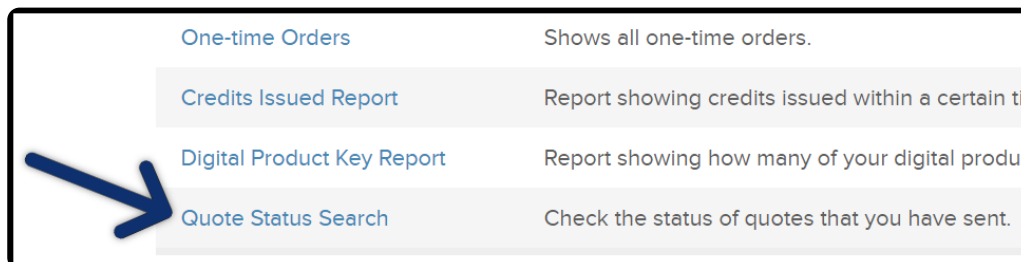 One-time Orders Shows all one-time orders.
Credits Issued Report Report showing credits issued within a certain
Digital Product Key Report Report showing how many of your digital
Quote Status Search Check the status of quotes that you have sent.